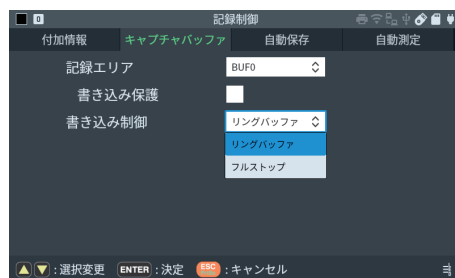 0 記録制御
付加情報 キャプチャバッファ 自動保存 自動測定
記録エリア BUF0
書き込み保護
書き込み制御 リングバッファ
リングバッファ
フルストップ
:選択変更 ENTER :決定 ESC :キャンセル